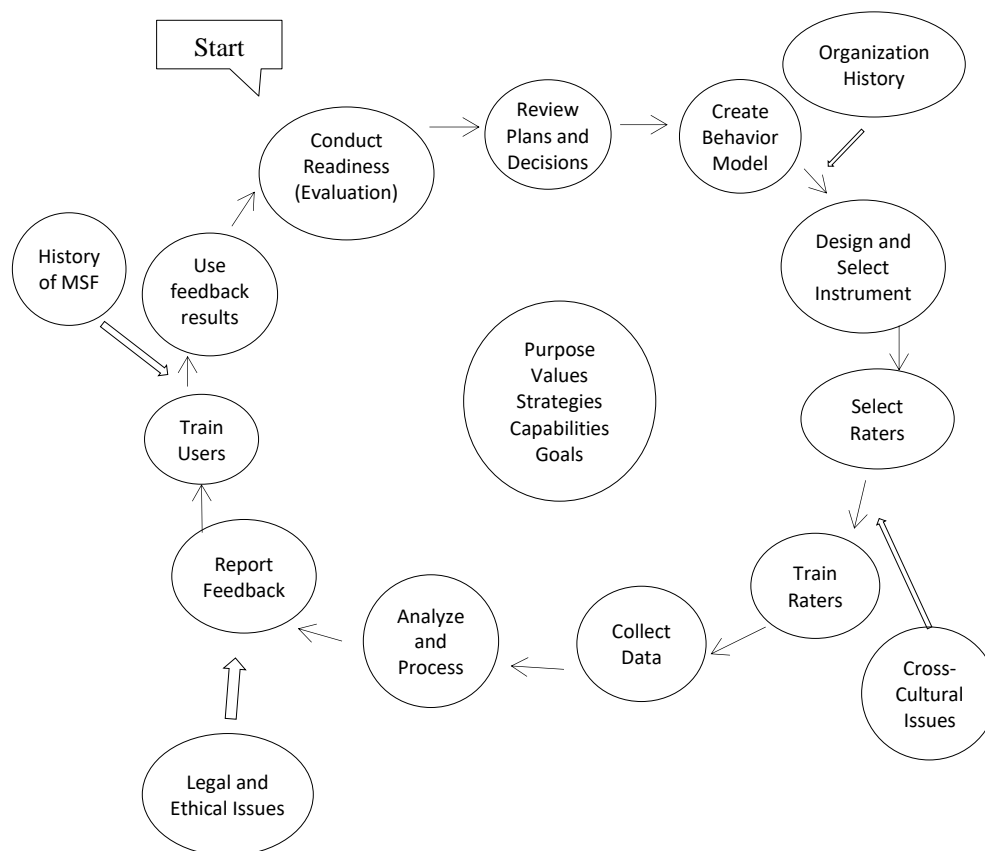 Start
Organization
History
Review
Plans and
Decisions
Create
Behavior
Model
Conduct
Readiness
(Evaluation)
History
of MSF
Use
feedback
results
Design and
Select
Instrument
Purpose
Values
Strategies
Capabilities
Goals
Select
Raters
Train
Users
Report
Feedback
Train
Raters
Analyze
and
Process
Collect
Data
Cross-
Cultural
Issues
Legal and
Ethical Issues